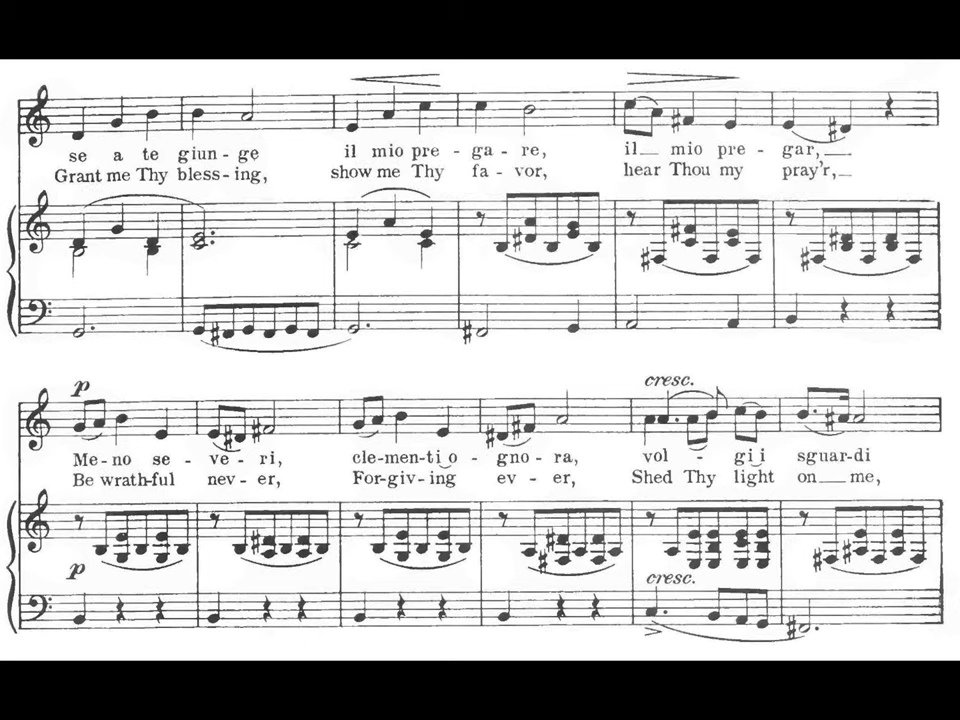 se a te giun - ge il mio pre - ga - re, il mio pre - gar,
Grant me Thy bless - ing, show me Thy fa - vor, hear Thou my pray'r,
p
cresc.
Me - no se - ve - ri, cle - men - ti o - gno - ra, vol - gi i sguar - di
Be wrath - ful nev - er, For - giv - ing ev - er, Shed Thy light on me,
p
cresc.